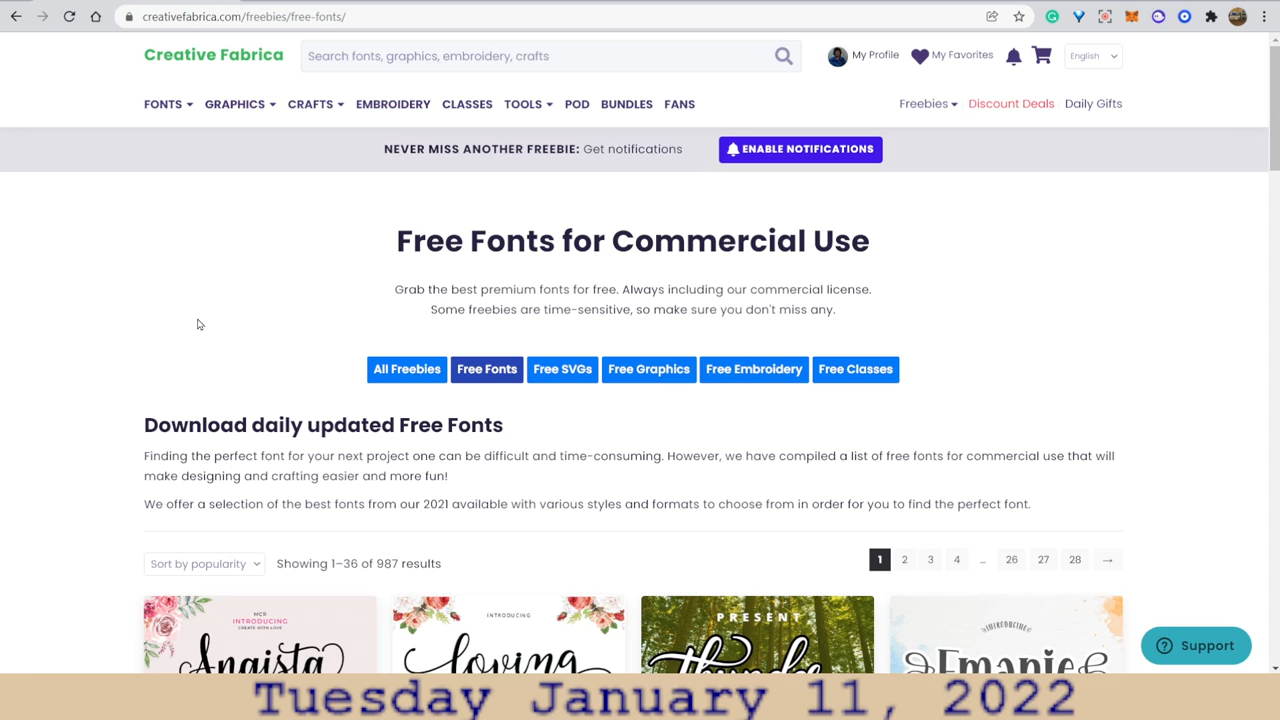 creativefabrica.com/freebies/free-fonts/
Creative Fabrica
Search fonts, graphics, embroidery, crafts
My Profile
My Favorites
English
FONTS
GRAPHICS
CRAFTS
EMBROIDERY
CLASSES
TOOLS
POD
BUNDLES
FANS
Freebies
Discount Deals
Daily Gifts
NEVER MISS ANOTHER FREEBIE: Get notifications
ENABLE NOTIFICATIONS
Free Fonts for Commercial Use
Grab the best premium fonts for free. Always including our commercial license.
Some freebies are time-sensitive, so make sure you don't miss any.
All Freebies
Free Fonts
Free SVGs
Free Graphics
Free Embroidery
Free Classes
Download daily updated Free Fonts
Finding the perfect font for your next project one can be difficult and time-consuming. However, we have compiled a list of free fonts for commercial use that will
make designing and crafting easier and more fun!
We offer a selection of the best fonts from our 2021 available with various styles and formats to choose from in order for you to find the perfect font.
Sort by popularity
Showing 1–36 of 987 results
1 2 3 4 ... 26 27 28 →
MCR
INTRODUCING
CREATE WITH LOVE
Anaista
INTRODUCING
loving
PRESENT
INTRODUCING
Support
Tuesday January 11, 2022